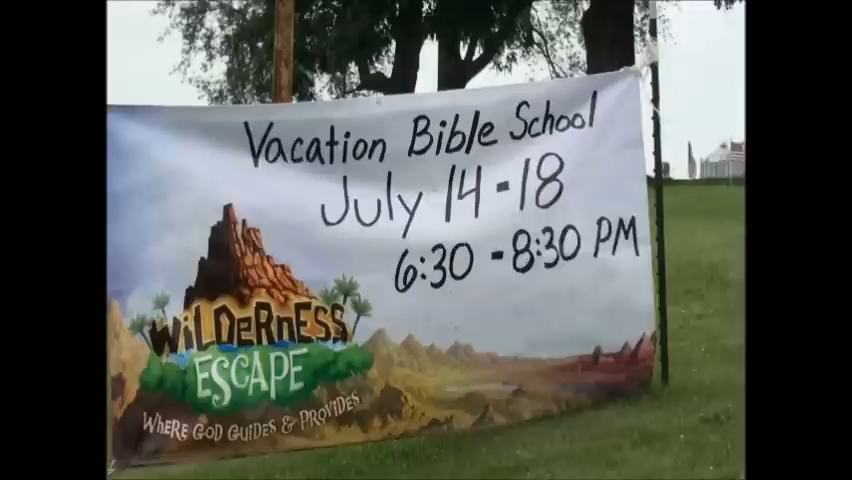 Vacation Bible School
July 14-18
6:30-8:30 PM
WiLDeRnESS
ESCAPE
WheRE GOD GuiDES & PROViDES